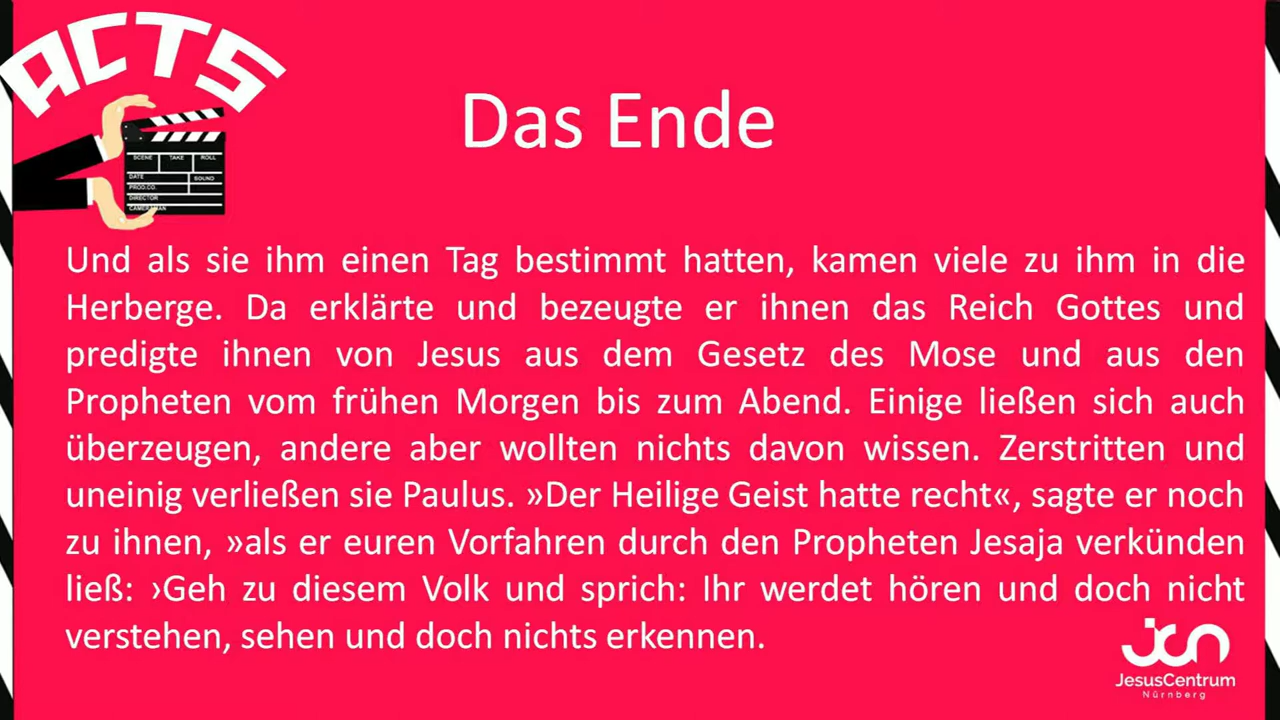 ACTS
SCENE TAKE ROLL
DATE SOUND
PROD.CO.
DIRECTOR
CAMERAMAN
Das Ende
Und als sie ihm einen Tag bestimmt hatten, kamen viele zu ihm in die
Herberge. Da erklärte und bezeugte er ihnen das Reich Gottes und
predigte ihnen von Jesus aus dem Gesetz des Mose und aus den
Propheten vom frühen Morgen bis zum Abend. Einige ließen sich auch
überzeugen, andere aber wollten nichts davon wissen. Zerstritten und
uneinig verließen sie Paulus. »Der Heilige Geist hatte recht«, sagte er noch
zu ihnen, »als er euren Vorfahren durch den Propheten Jesaja verkünden
ließ: ›Geh zu diesem Volk und sprich: Ihr werdet hören und doch nicht
verstehen, sehen und doch nichts erkennen.
jcn
JesusCentrum
Nürnberg